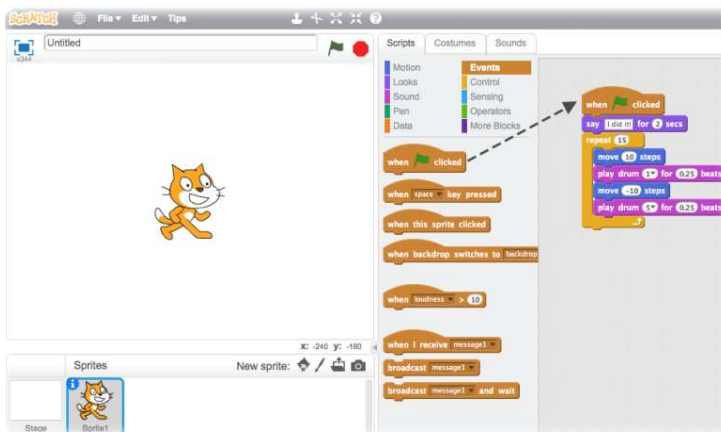 SCRATCH File Edit Tips
Untitled
v344
Scripts Costumes Sounds
Motion Events
Looks Control
Sound Sensing
Pen Operators
Data More Blocks
when clicked
when space key pressed
when this sprite clicked
when backdrop switches to backdrop
when loudness > 10
when I receive message1
broadcast message1
broadcast message1 and wait
when clicked
say I did it! for 2 secs
repeat 15
move 10 steps
play drum 1 for 0.25 beats
move -10 steps
play drum 5 for 0.25 beats
x: -240 y: -180
Sprites New sprite:
Stage Sprite1